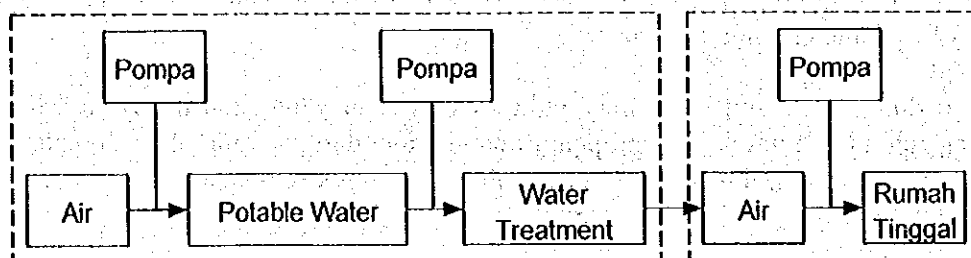 Pompa
Pompa
Pompa
Air
Potable Water
Water
Treatment
Air
Rumah
Tinggal